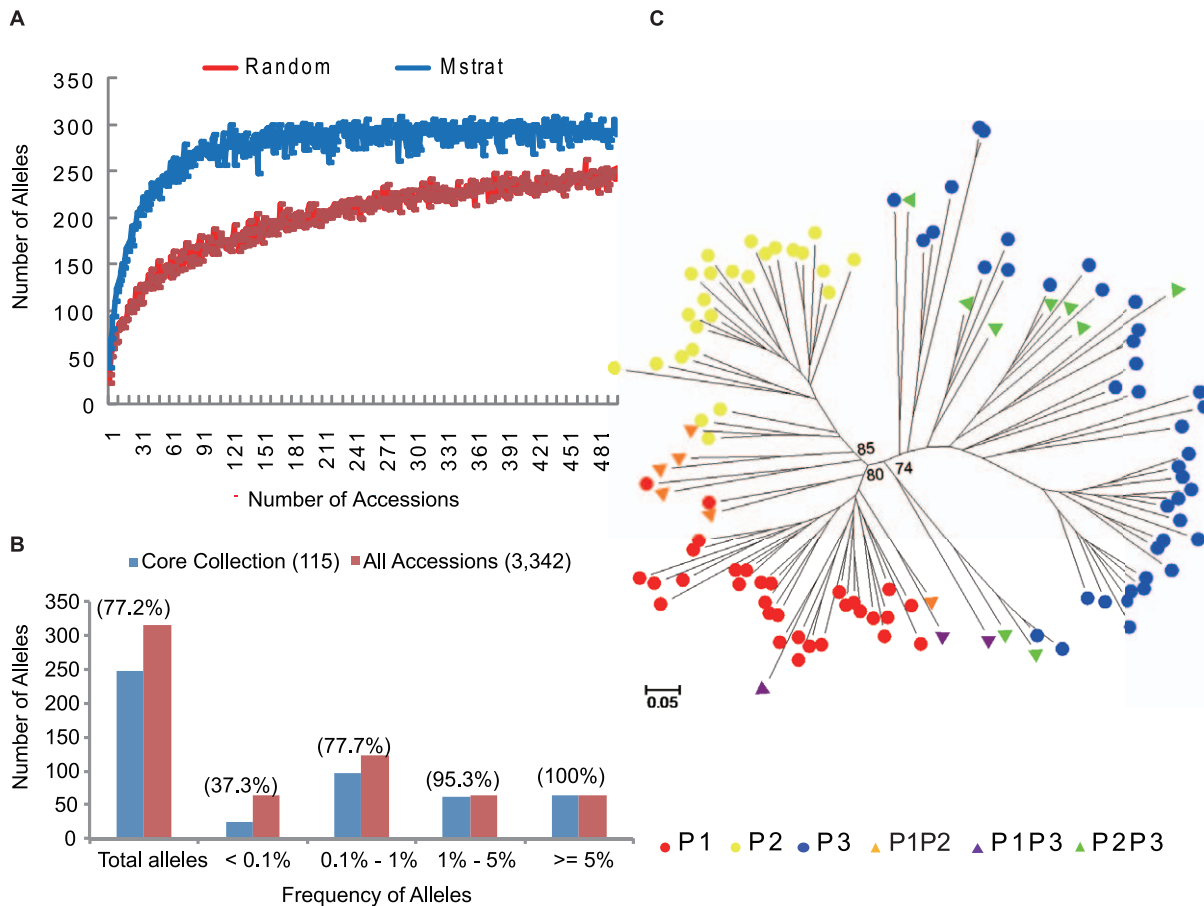 A
Random Mstrat
350
300
250
200
150
100
50
0
Number of Alleles
1 31 61 91 121 151 181 211 241 271 301 331 361 391 421 451 481
Number of Accessions
B
Core Collection (115) All Accessions (3,342)
350
300
250
200
150
100
50
0
Number of Alleles
(77.2%)
(37.3%)
(77.7%)
(95.3%)
(100%)
Total alleles < 0.1% 0.1% - 1% 1% - 5% >= 5%
Frequency of Alleles
C
85
80
74
0.05
P1 P2 P3 P1P2 P1P3 P2P3